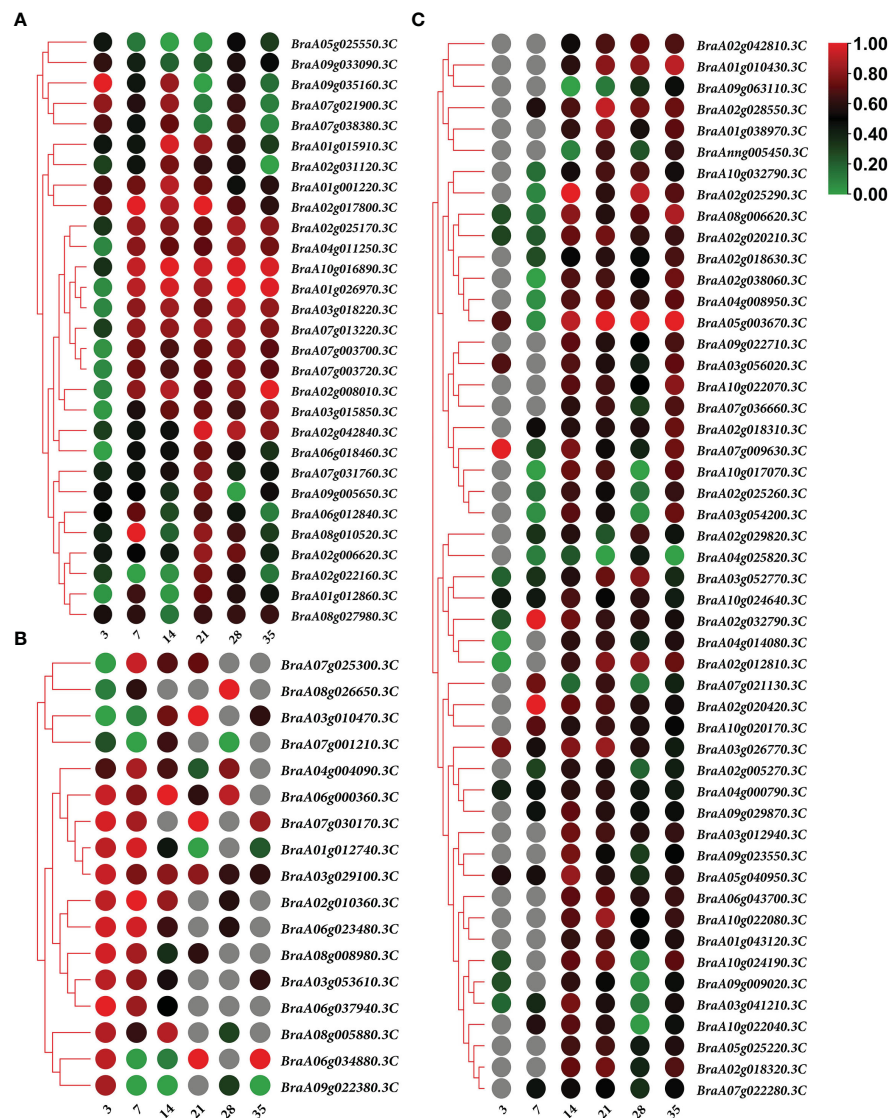 A
BraA05g025550.3C
BraA09g033090.3C
BraA09g035160.3C
BraA07g021900.3C
BraA07g038380.3C
BraA01g015910.3C
BraA02g031120.3C
BraA01g001220.3C
BraA02g017800.3C
BraA02g025170.3C
BraA04g011250.3C
BraA10g016890.3C
BraA01g026970.3C
BraA03g018220.3C
BraA07g013220.3C
BraA07g003700.3C
BraA07g003720.3C
BraA02g008010.3C
BraA03g015850.3C
BraA02g042840.3C
BraA06g018460.3C
BraA07g031760.3C
BraA09g005650.3C
BraA06g012840.3C
BraA08g010520.3C
BraA02g006620.3C
BraA02g022160.3C
BraA01g012860.3C
BraA08g027980.3C
3 7 14 21 28 35
B
BraA07g025300.3C
BraA08g026650.3C
BraA03g010470.3C
BraA07g001210.3C
BraA04g004090.3C
BraA06g000360.3C
BraA07g030170.3C
BraA01g012740.3C
BraA03g029100.3C
BraA02g010360.3C
BraA06g023480.3C
BraA08g008980.3C
BraA03g053610.3C
BraA06g037940.3C
BraA08g005880.3C
BraA06g034880.3C
BraA09g022380.3C
3 7 14 21 28 35
C
BraA02g042810.3C
BraA01g010430.3C
BraA09g063110.3C
BraA02g028550.3C
BraA01g038970.3C
BraAnng005450.3C
BraA10g032790.3C
BraA02g025290.3C
BraA08g006620.3C
BraA02g020210.3C
BraA02g018630.3C
BraA02g038060.3C
BraA04g008950.3C
BraA05g003670.3C
BraA09g022710.3C
BraA03g056020.3C
BraA10g022070.3C
BraA07g036660.3C
BraA02g018310.3C
BraA07g009630.3C
BraA10g017070.3C
BraA02g025260.3C
BraA03g054200.3C
BraA02g029820.3C
BraA04g025820.3C
BraA03g052770.3C
BraA10g024640.3C
BraA02g032790.3C
BraA04g014080.3C
BraA02g012810.3C
BraA07g021130.3C
BraA02g020420.3C
BraA10g020170.3C
BraA03g026770.3C
BraA02g005270.3C
BraA04g000790.3C
BraA09g029870.3C
BraA03g012940.3C
BraA09g023550.3C
BraA05g040950.3C
BraA06g043700.3C
BraA10g022080.3C
BraA01g043120.3C
BraA10g024190.3C
BraA09g009020.3C
BraA03g041210.3C
BraA10g022040.3C
BraA05g025220.3C
BraA02g018320.3C
BraA07g022280.3C
3 7 14 21 28 35
1.00
0.80
0.60
0.40
0.20
0.00